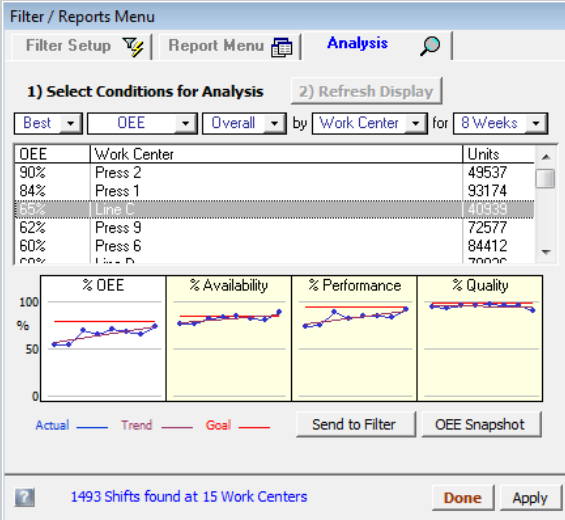 Filter / Reports Menu
Filter Setup Report Menu Analysis
1) Select Conditions for Analysis 2) Refresh Display
Best OEE Overall by Work Center for 8 Weeks
OEE Work Center Units
90% Press 2 49537
84% Press 1 93174
65% Line C 40939
62% Press 9 72577
60% Press 6 84412
% OEE % Availability % Performance % Quality
100
%
50
0
Actual Trend Goal Send to Filter OEE Snapshot
? 1493 Shifts found at 15 Work Centers Done Apply